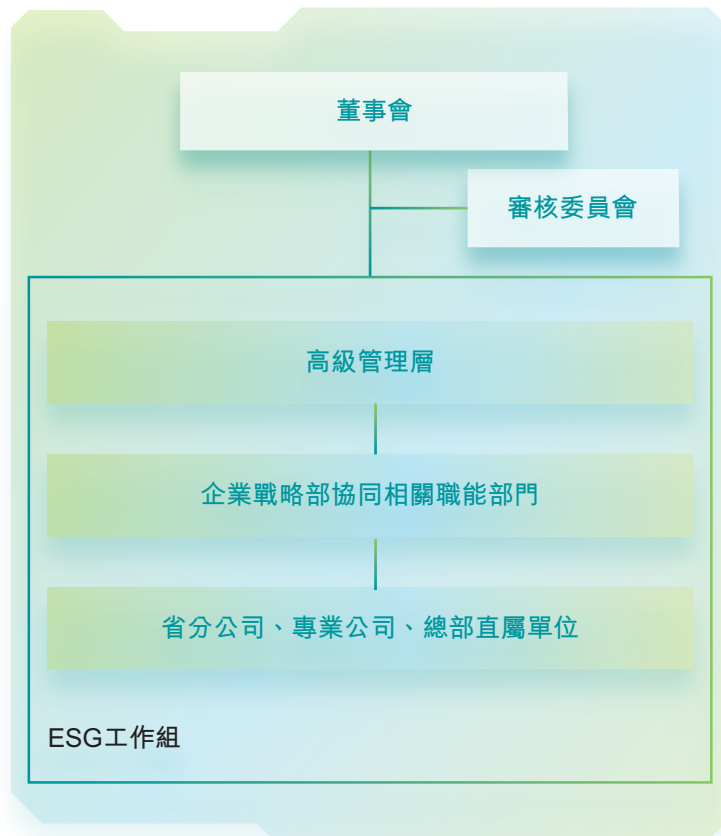 董事會
審核委員會
高級管理層
企業戰略部協同相關職能部門
省分公司、專業公司、總部直屬單位
ESG工作組